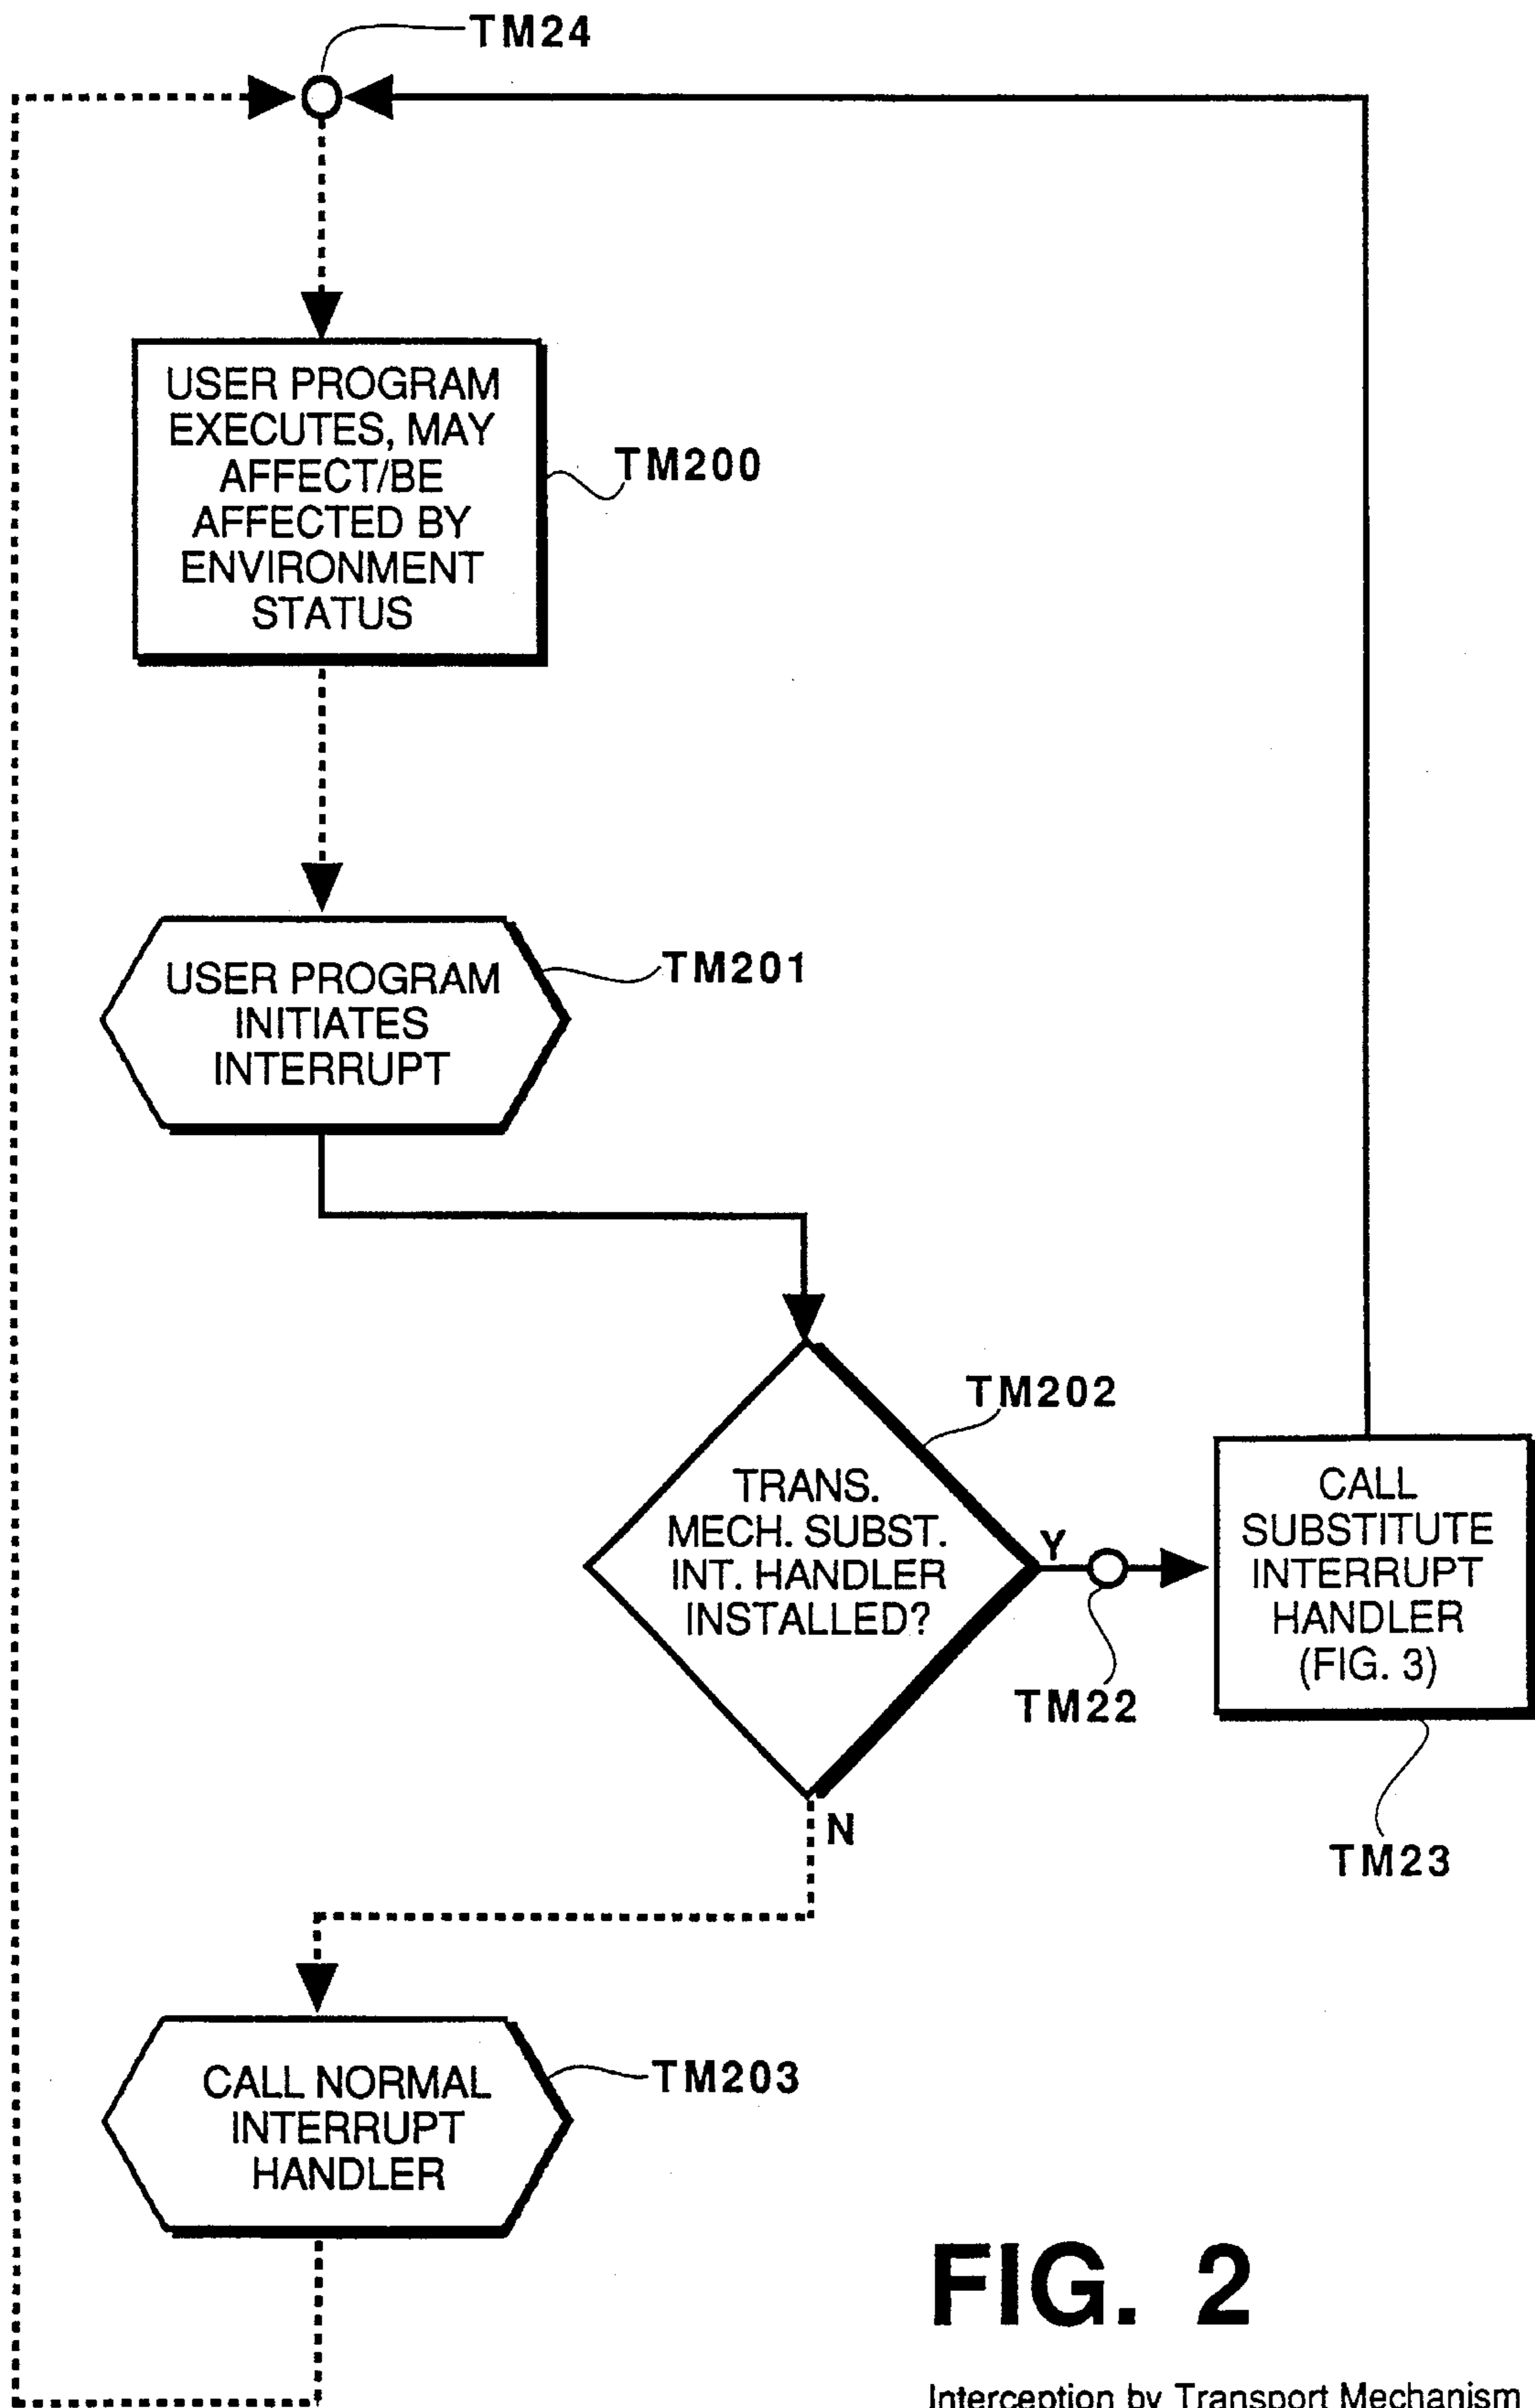 TM24
USER PROGRAM
EXECUTES, MAY
AFFECT/BE
AFFECTED BY
ENVIRONMENT
STATUS
TM200
USER PROGRAM
INITIATES
INTERRUPT
TM201
TRANS.
MECH. SUBST.
INT. HANDLER
INSTALLED?
TM202
Y
TM22
CALL
SUBSTITUTE
INTERRUPT
HANDLER
(FIG. 3)
TM23
N
CALL NORMAL
INTERRUPT
HANDLER
TM203
FIG. 2
Interception by Transport Mechanism